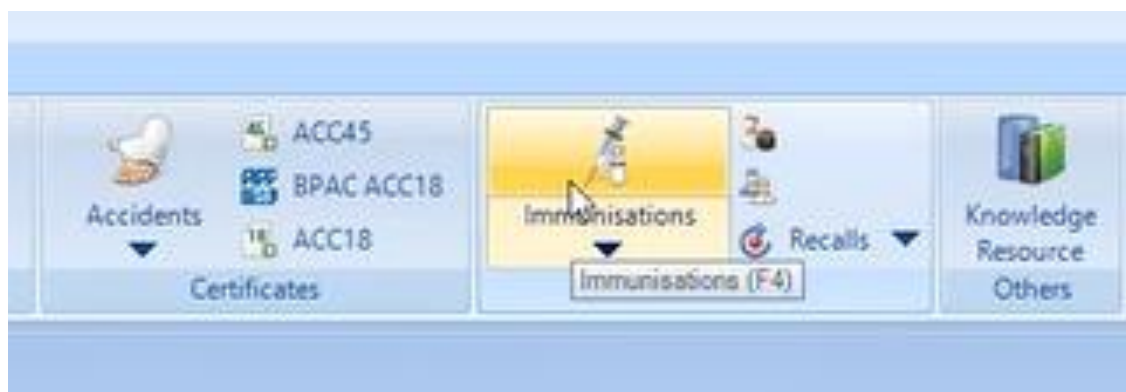 Accidents
ACC45
BPAC ACC18
ACC18
Certificates
Immunisations
Recalls
Immunisations (F4)
Knowledge
Resource
Others